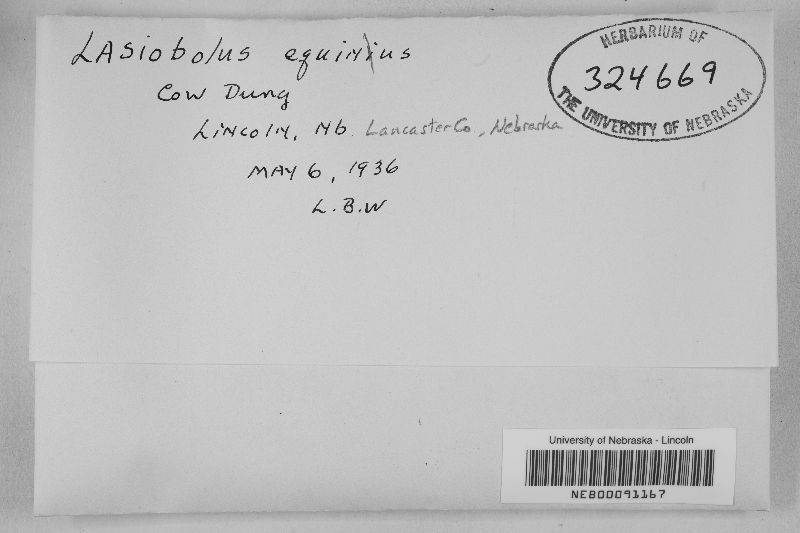 Lasiobolus equinus
HERBARIUM OF
324669
THE UNIVERSITY OF NEBRASKA
Cow Dung
Lincoln, Nb. Lancaster Co., Nebraska
May 6, 1936
L.B.W
University of Nebraska - Lincoln
NEB00091167